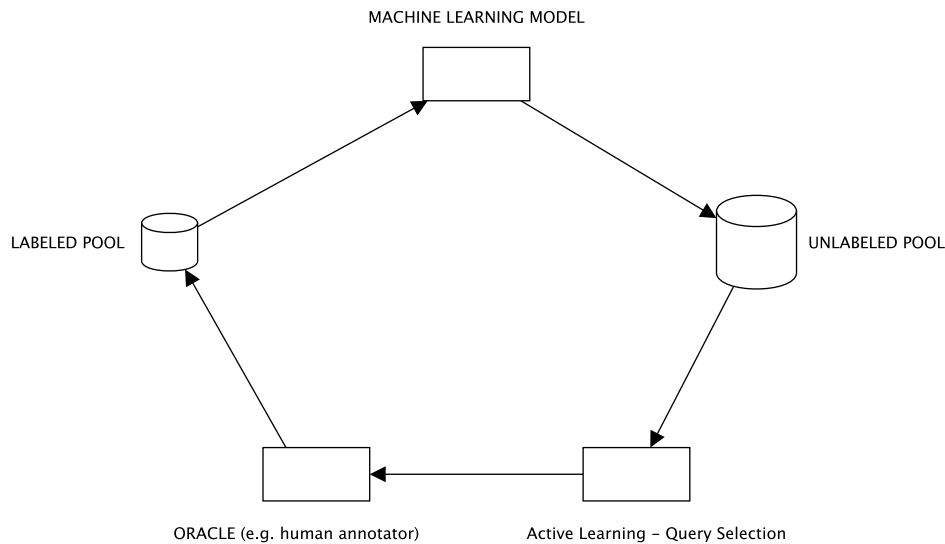 MACHINE LEARNING MODEL
LABELED POOL
UNLABELED POOL
ORACLE (e.g. human annotator)
Active Learning - Query Selection